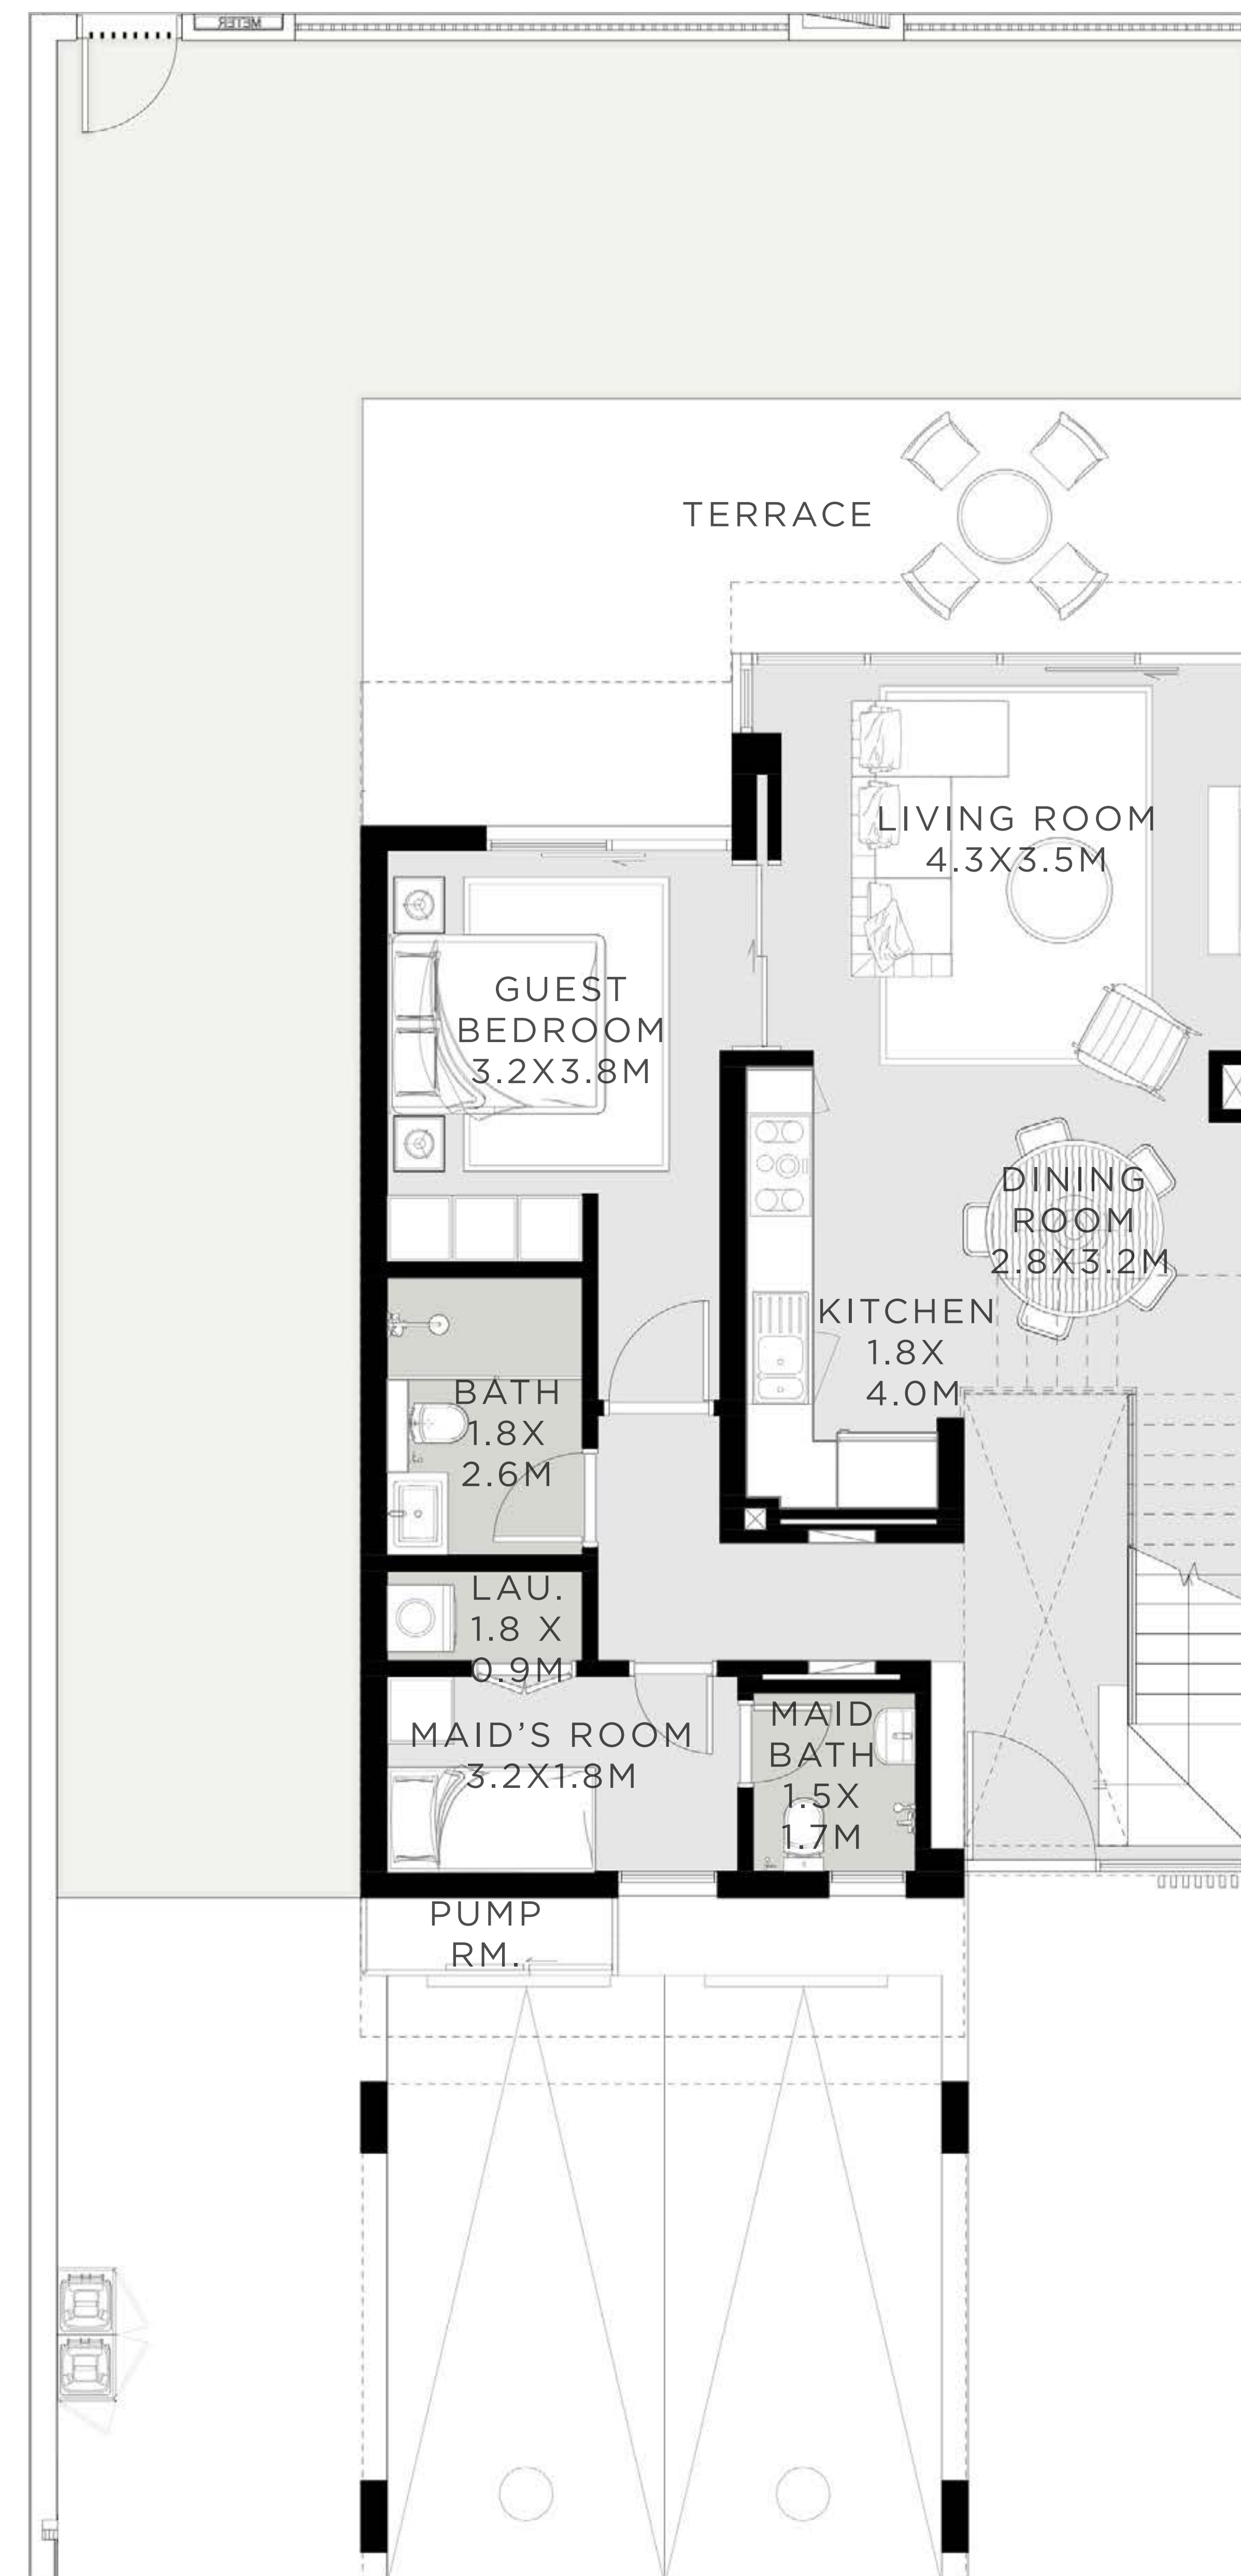 METER
TERRACE
LIVING ROOM
4.3X3.5M
GUEST
BEDROOM
3.2X3.8M
DINING
ROOM
2.8X3.2M
KITCHEN
1.8X
4.0M
BATH
1.8X
2.6M
LAU.
1.8 X
0.9M
MAID'S ROOM
3.2X1.8M
MAID
BATH
1.5X
1.7M
PUMP
RM.